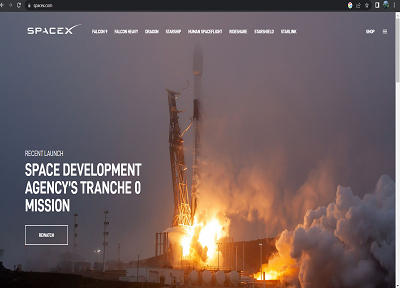 spacex.com
SPACEX
FALCON 9 FALCON HEAVY DRAGON STARSHIP HUMAN SPACEFLIGHT RIDESHARE STARSHIELD STARLINK SHOP
RECENT LAUNCH
SPACE DEVELOPMENT
AGENCY'S TRANCHE 0
MISSION
REWATCH